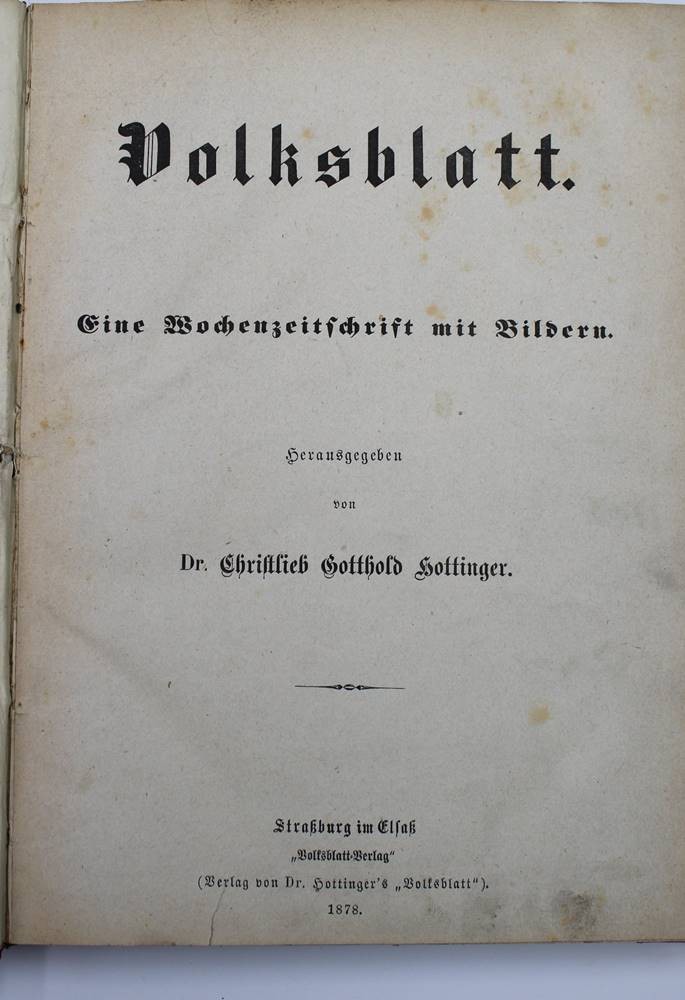 Volksblatt.
Eine Wochenzeitschrift mit Bildern.
Herausgegeben
von
Dr. Christlieb Gotthold Hottinger.
Straßburg im Elsaß
„Volksblatt-Verlag“
(Verlag von Dr. Hottinger's „Volksblatt“).
1878.